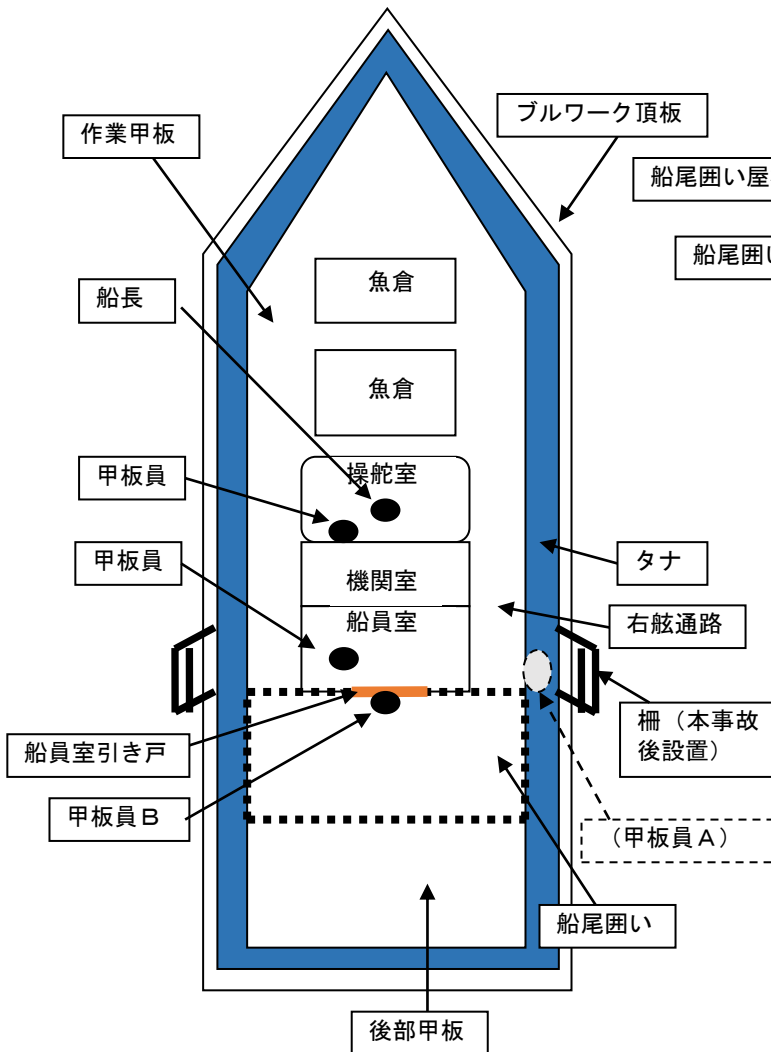 ブルワーク頂板
作業甲板
船尾囲い屋
船尾囲い
船長
魚倉
魚倉
甲板員
操舵室
甲板員
機関室
タナ
船員室
右舷通路
柵（本事故
後設置）
船員室引き戸
甲板員Ｂ
（甲板員Ａ）
船尾囲い
後部甲板